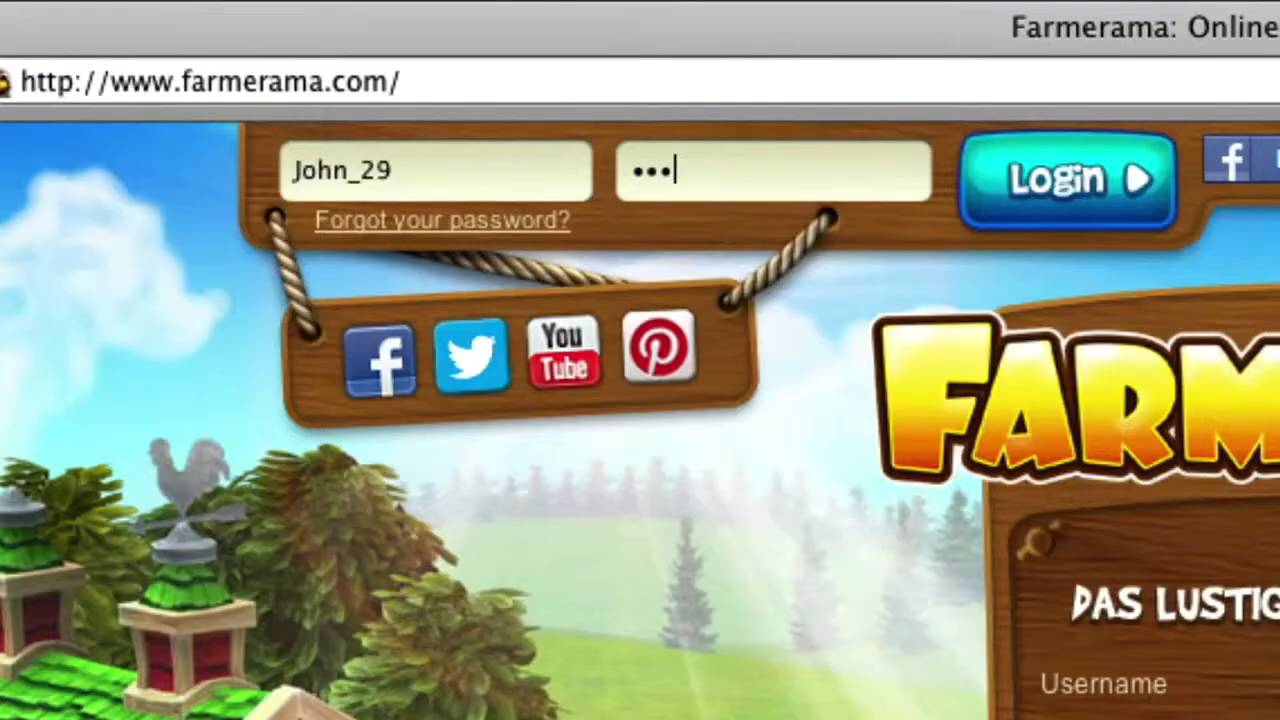 Farmerama: Online
http://www.farmerama.com/
John_29
•••
Login
Forgot your password?
You
Tube
FARM
DAS LUSTIG
Username